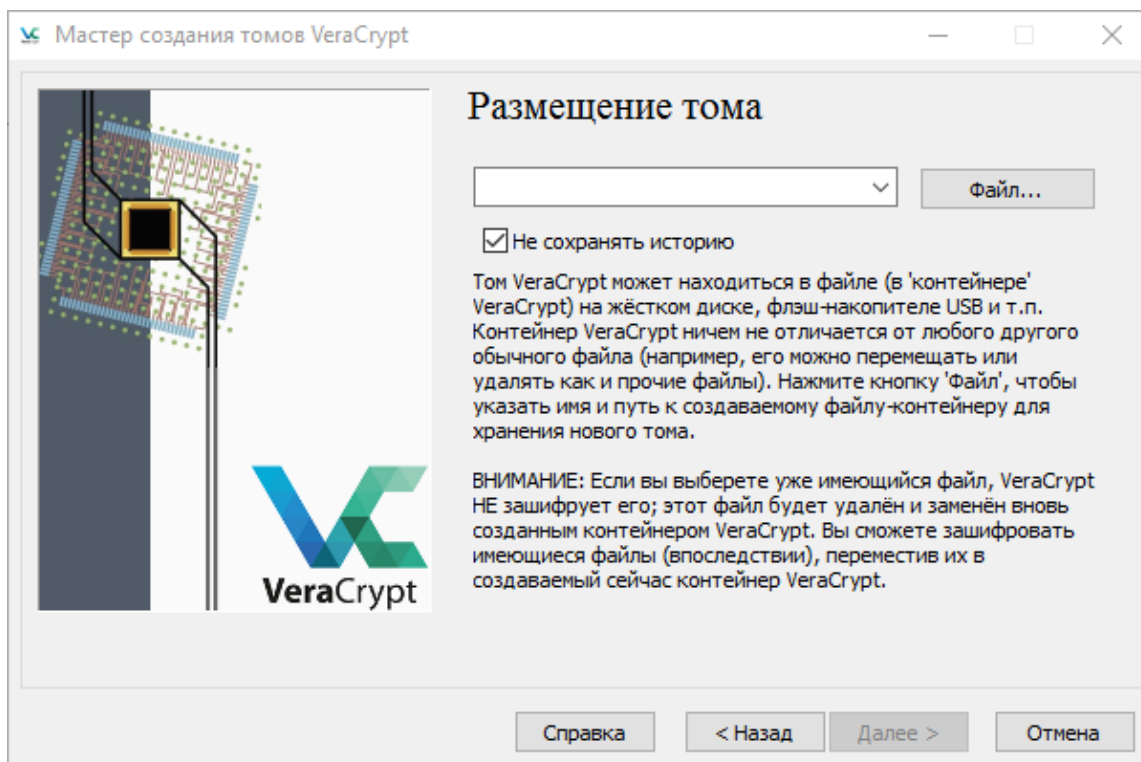 Мастер создания томов VeraCrypt
Размещение тома
Файл...
Не сохранять историю
Том VeraCrypt может находиться в файле (в 'контейнере'
VeraCrypt) на жёстком диске, флэш-накопителе USB и т.п.
Контейнер VeraCrypt ничем не отличается от любого другого
обычного файла (например, его можно перемещать или
удалять как и прочие файлы). Нажмите кнопку 'Файл', чтобы
указать имя и путь к создаваемому файлу-контейнеру для
хранения нового тома.
ВНИМАНИЕ: Если вы выберете уже имеющийся файл, VeraCrypt
НЕ зашифрует его; этот файл будет удалён и заменён вновь
созданным контейнером VeraCrypt. Вы сможете зашифровать
имеющиеся файлы (впоследствии), переместив их в
создаваемый сейчас контейнер VeraCrypt.
VeraCrypt
Справка
< Назад
Далее >
Отмена